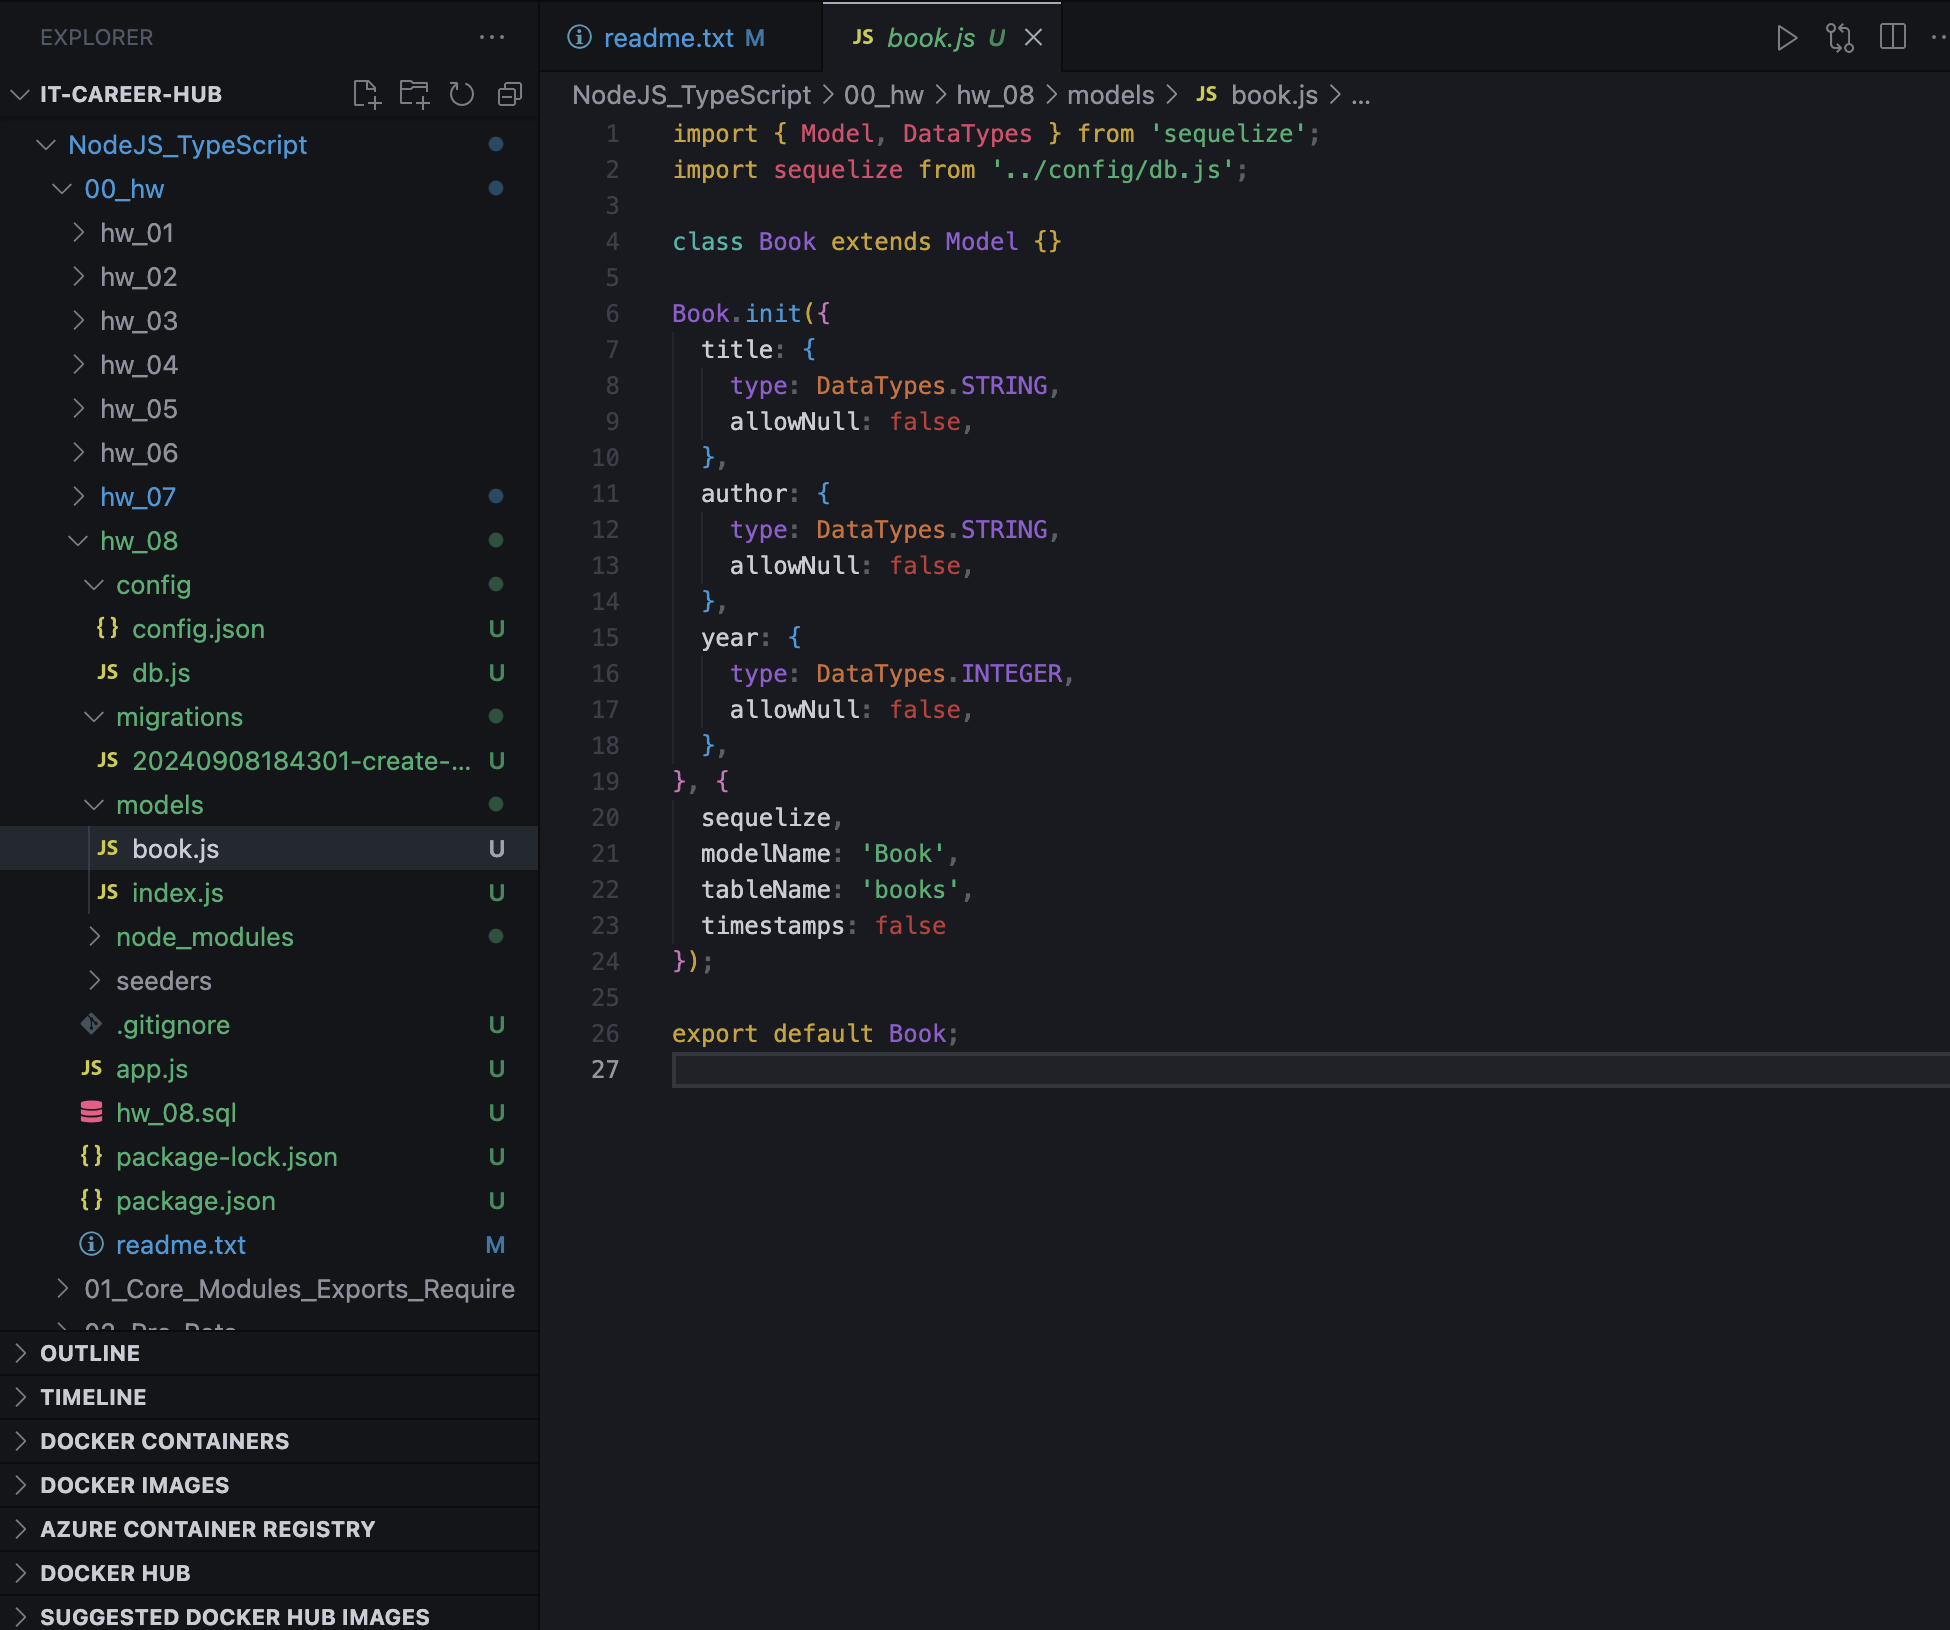 EXPLORER
IT-CAREER-HUB
NodeJS_TypeScript
00_hw
hw_01
hw_02
hw_03
hw_04
hw_05
hw_06
hw_07
hw_08
config
{} config.json U
JS db.js U
migrations
JS 20240908184301-create-... U
models
JS book.js U
JS index.js U
node_modules
seeders
.gitignore U
JS app.js U
hw_08.sql U
{} package-lock.json U
{} package.json U
readme.txt M
01_Core_Modules_Exports_Require
OUTLINE
TIMELINE
DOCKER CONTAINERS
DOCKER IMAGES
AZURE CONTAINER REGISTRY
DOCKER HUB
SUGGESTED DOCKER HUB IMAGES
readme.txt M
JS book.js U
NodeJS_TypeScript > 00_hw > hw_08 > models > JS book.js > ...
1 import { Model, DataTypes } from 'sequelize';
2 import sequelize from '../config/db.js';
3
4 class Book extends Model {}
5
6 Book.init({
7   title: {
8     type: DataTypes.STRING,
9     allowNull: false,
10   },
11   author: {
12     type: DataTypes.STRING,
13     allowNull: false,
14   },
15   year: {
16     type: DataTypes.INTEGER,
17     allowNull: false,
18   },
19 }, {
20   sequelize,
21   modelName: 'Book',
22   tableName: 'books',
23   timestamps: false
24 });
25
26 export default Book;
27